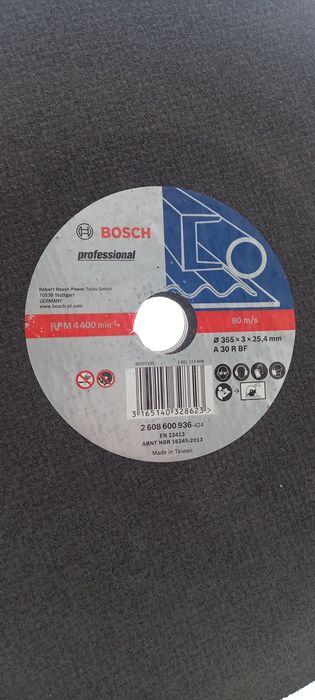 BOSCH
professional
Robert Bosch Power Tools GmbH
70538 Stuttgart
GERMANY
www.bosch-pt.com
RPM 4400 min⁻¹
80 m/s
Ø 355 × 3 × 25,4 mm
A 30 R BF
3 165140 328623 >
2 608 600 936-424
EN 12413
ABNT NBR 16245:2013
Made in Taiwan